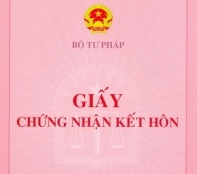 BỘ TƯ PHÁP
GIẤY
CHỨNG NHẬN KẾT HÔN